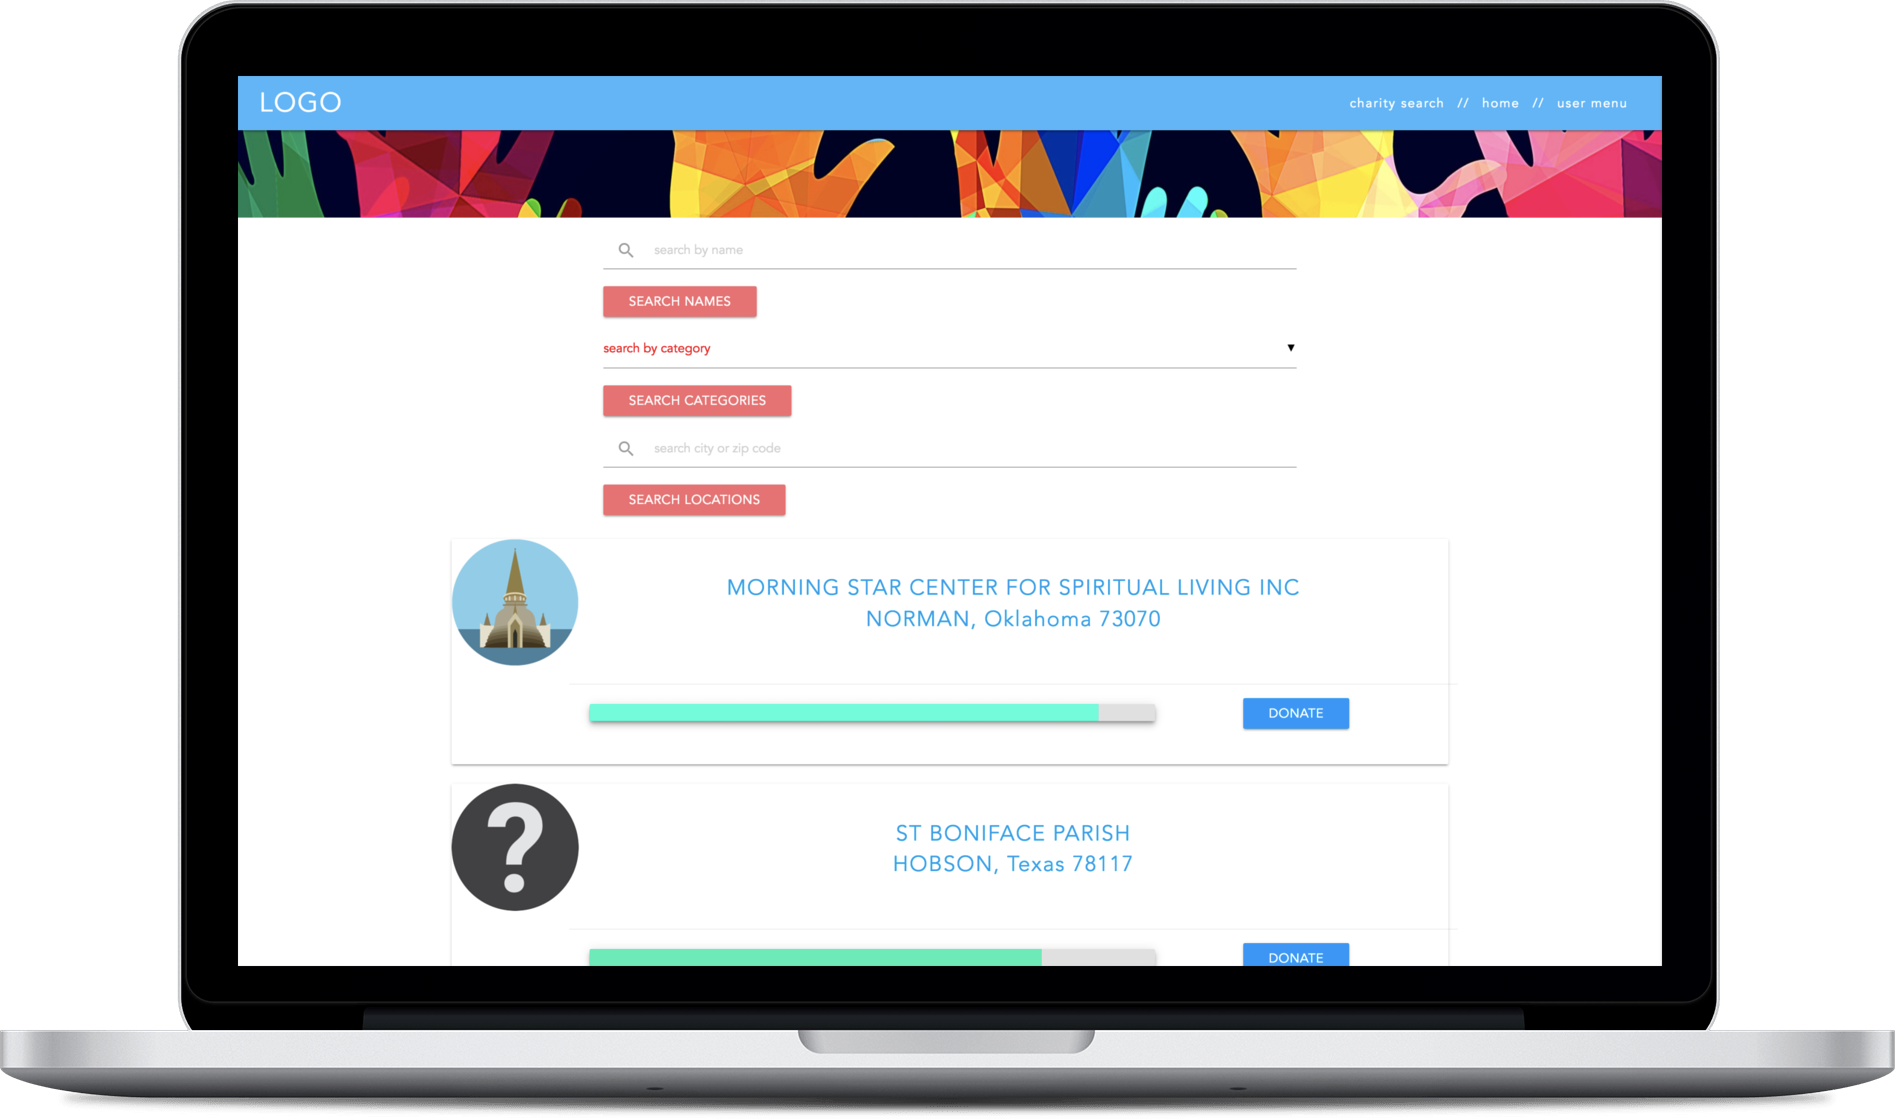 LOGO
charity search // home // user menu
search by name
SEARCH NAMES
search by category
SEARCH CATEGORIES
search city or zip code
SEARCH LOCATIONS
MORNING STAR CENTER FOR SPIRITUAL LIVING INC
NORMAN, Oklahoma 73070
DONATE
?
ST BONIFACE PARISH
HOBSON, Texas 78117
DONATE